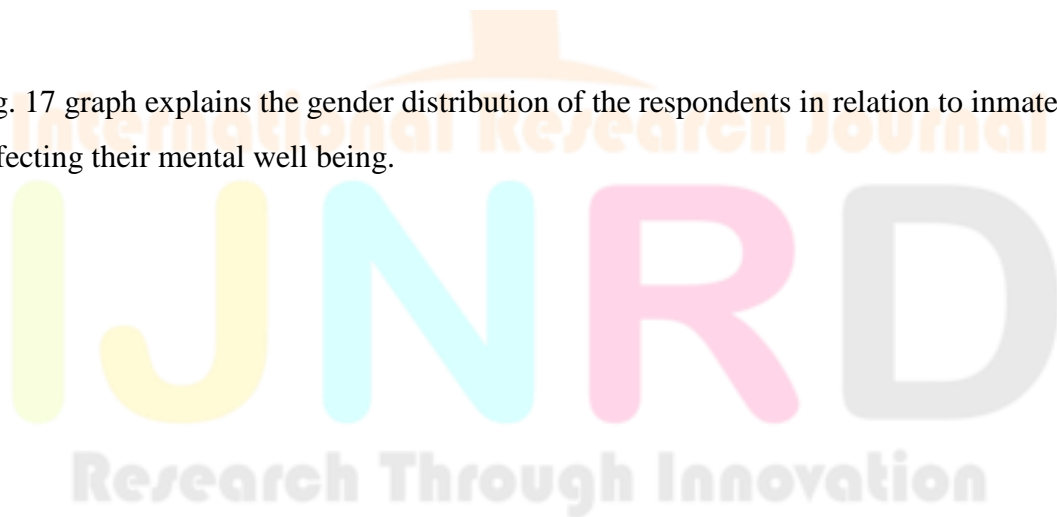 g. 17 graph explains the gender distribution of the respondents in relation to inmate
International Research Journal
fecting their mental well being.
IJNRD
Research Through Innovation